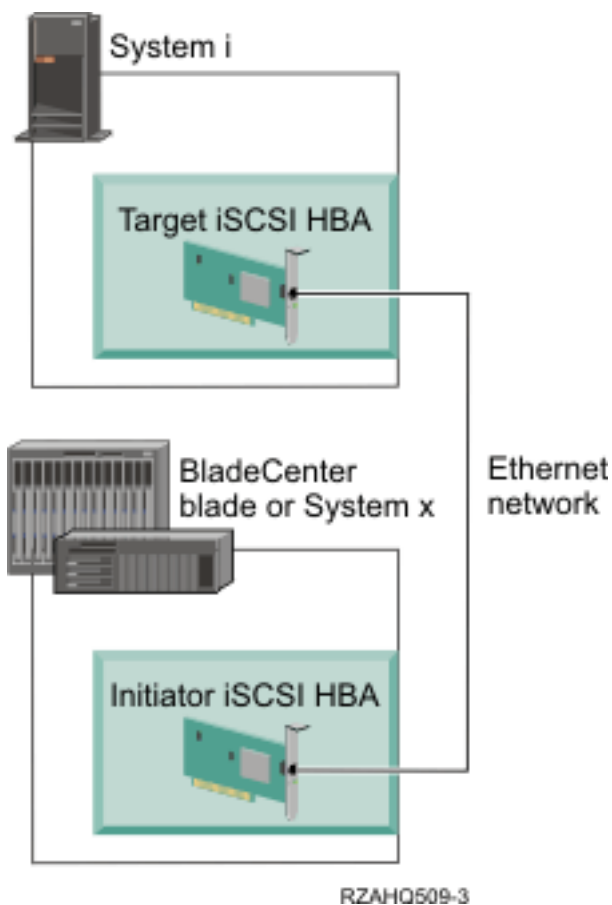 System i
Target iSCSI HBA
BladeCenter
blade or System x
Ethernet
network
Initiator iSCSI HBA
RZAHQ509-3